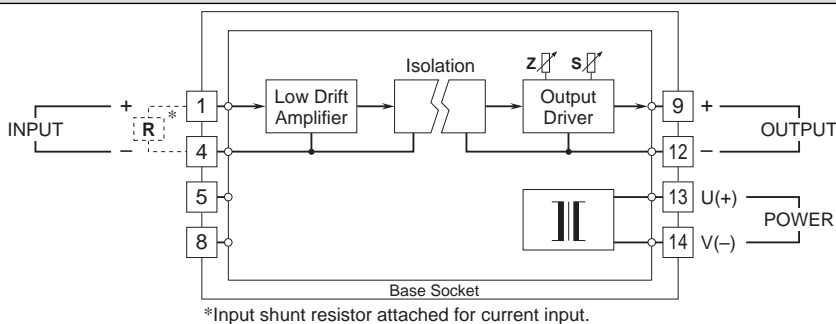 Isolation
Z S
Low Drift
Amplifier
Output
Driver
INPUT
+
–
R
*
1
4
5
8
9
12
13
14
+
–
OUTPUT
U(+)
V(–)
POWER
Base Socket
*Input shunt resistor attached for current input.